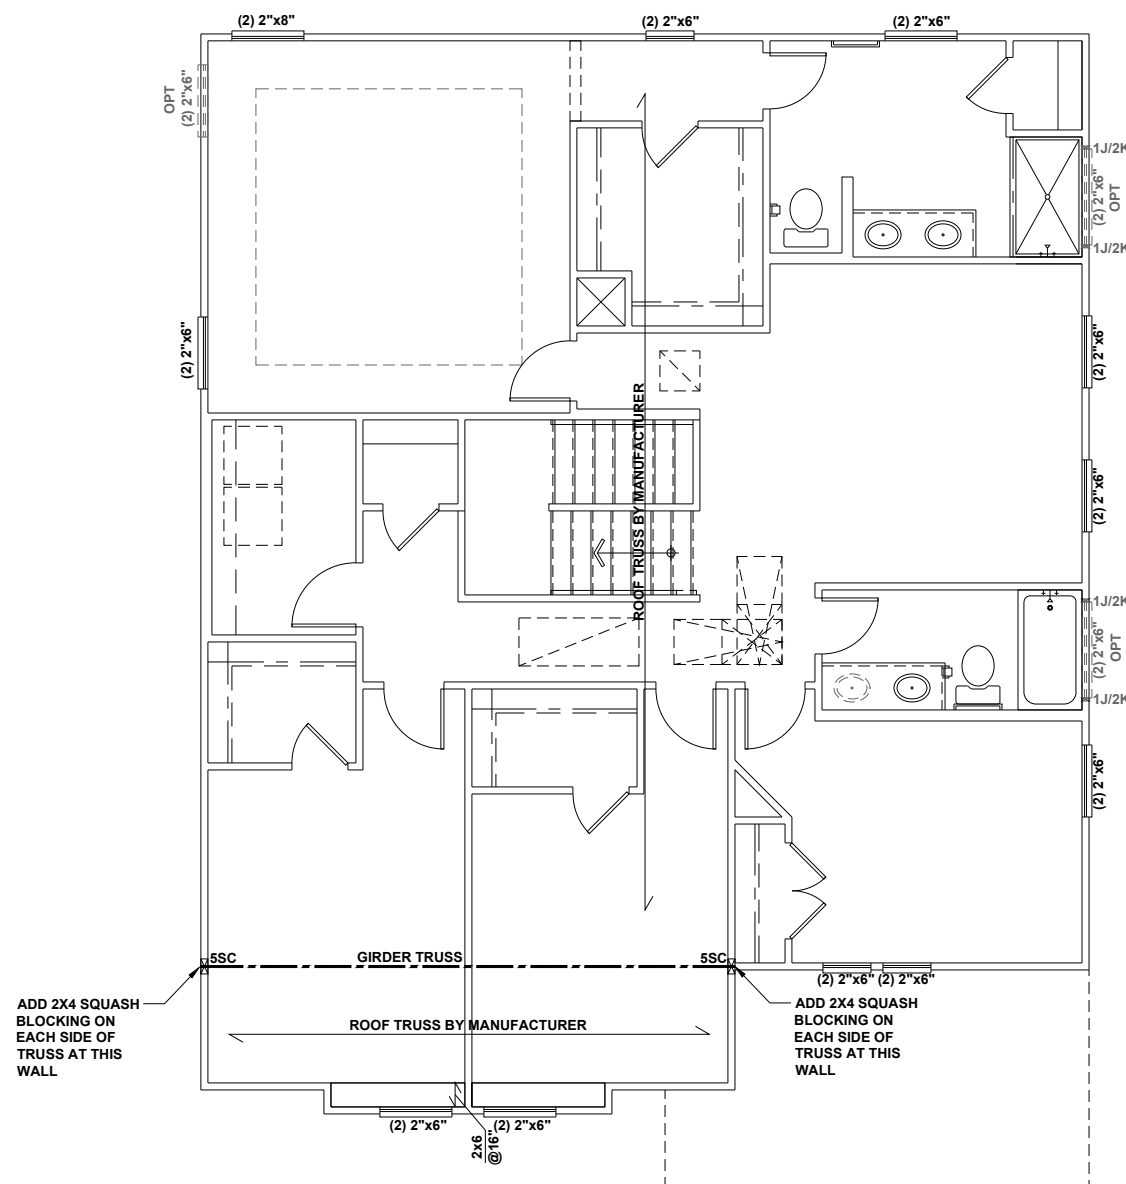 (2) 2"x8"
(2) 2"x6"
(2) 2"x6"
OPT
(2) 2"x6"
1J/2K
(2) 2"x6"
OPT
1J/2K
(2) 2"x6"
(2) 2"x6"
ROOF TRUSS BY MANUFACTURER
(2) 2"x6"
1J/2K
(2) 2"x6"
OPT
1J/2K
(2) 2"x6"
5SC
GIRDER TRUSS
5SC
(2) 2"x6"
(2) 2"x6"
ADD 2X4 SQUASH
BLOCKING ON
EACH SIDE OF
TRUSS AT THIS
WALL
ROOF TRUSS BY MANUFACTURER
ADD 2X4 SQUASH
BLOCKING ON
EACH SIDE OF
TRUSS AT THIS
WALL
(2) 2"x6"
(2) 2"x6"
2x6
@16"